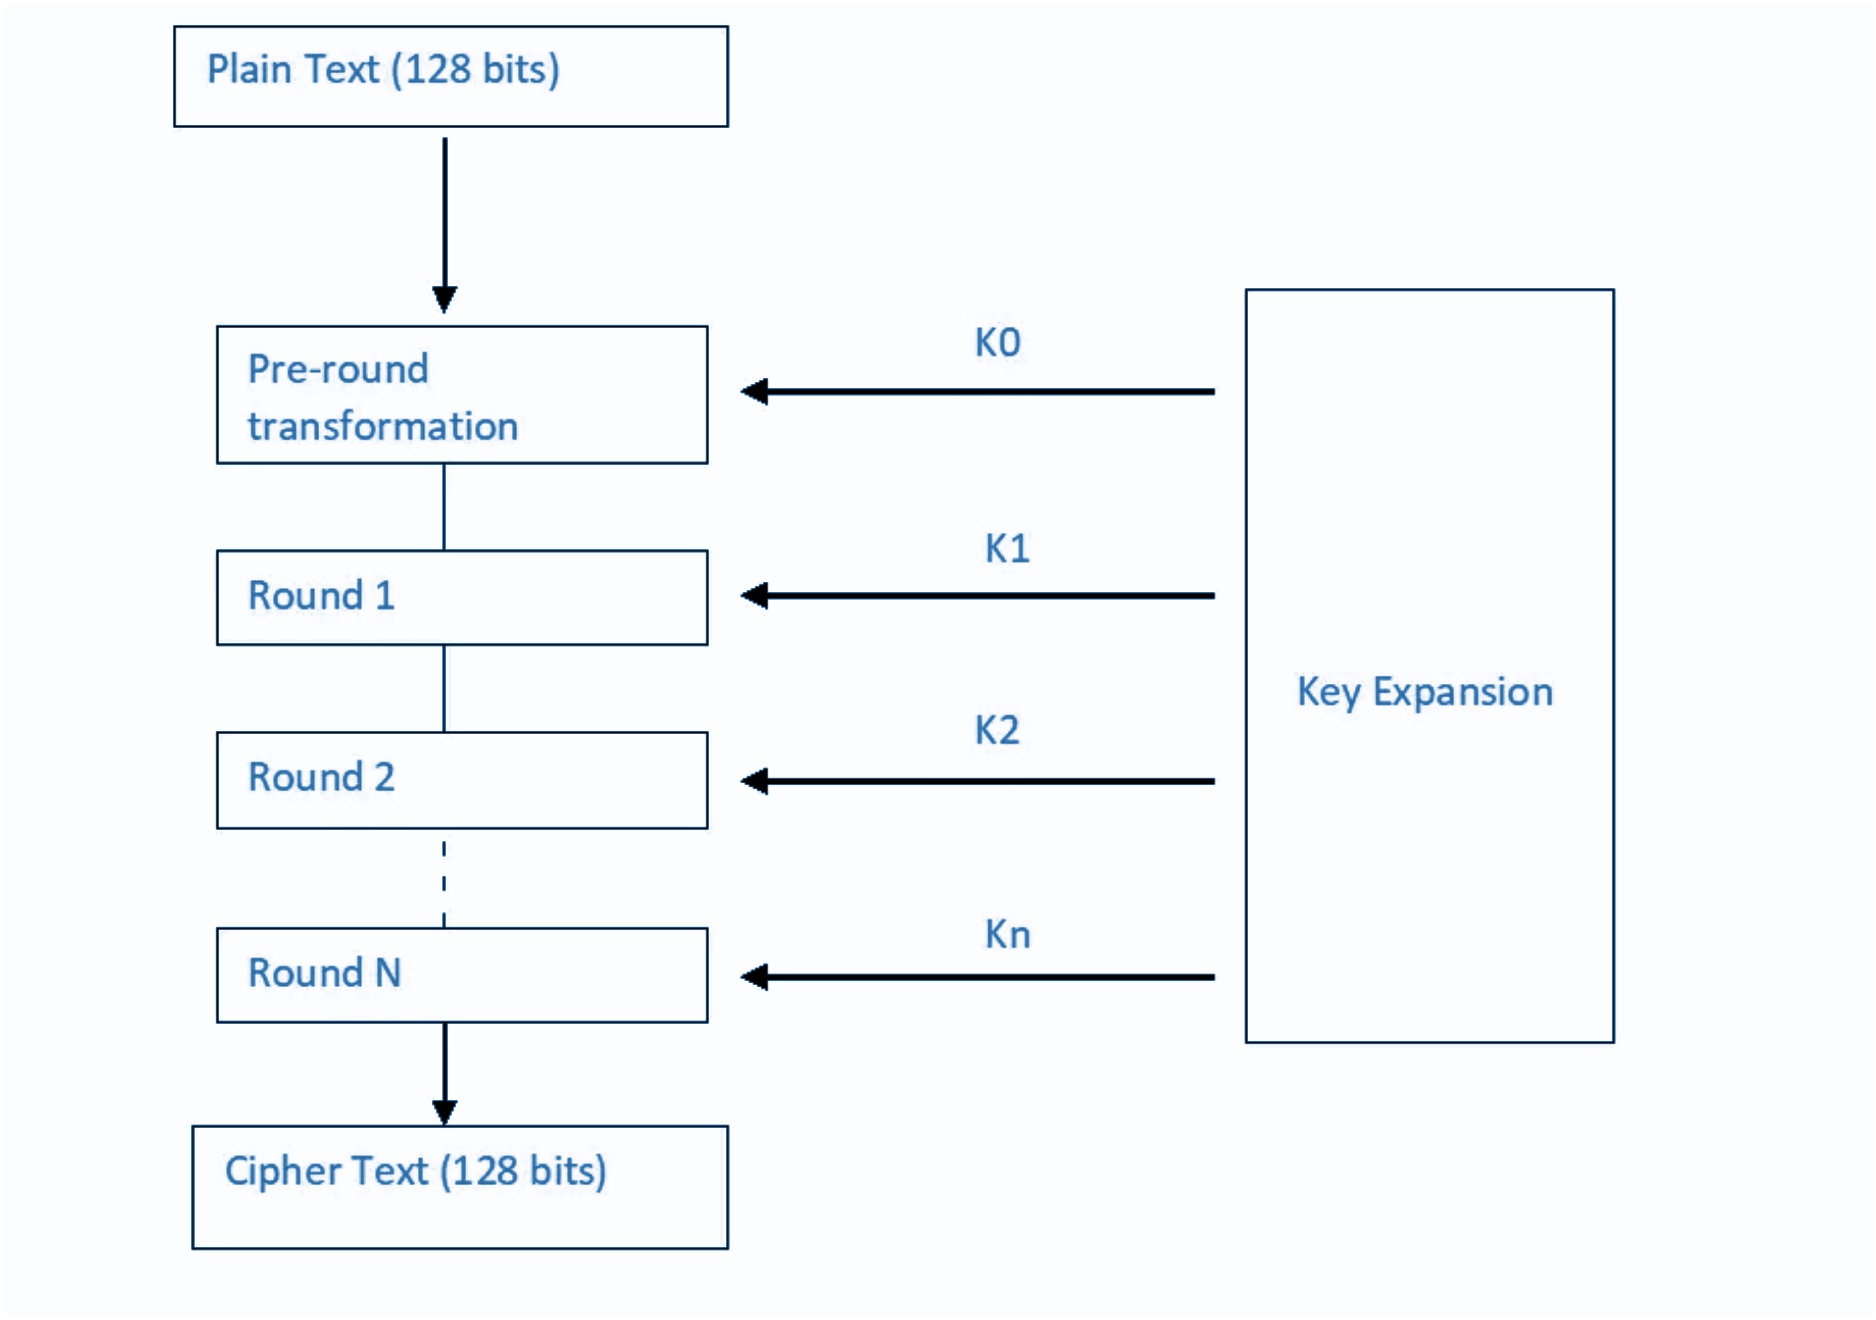 Plain Text (128 bits)
Pre-round
transformation
K0
Round 1
K1
Key Expansion
Round 2
K2
Round N
Kn
Cipher Text (128 bits)